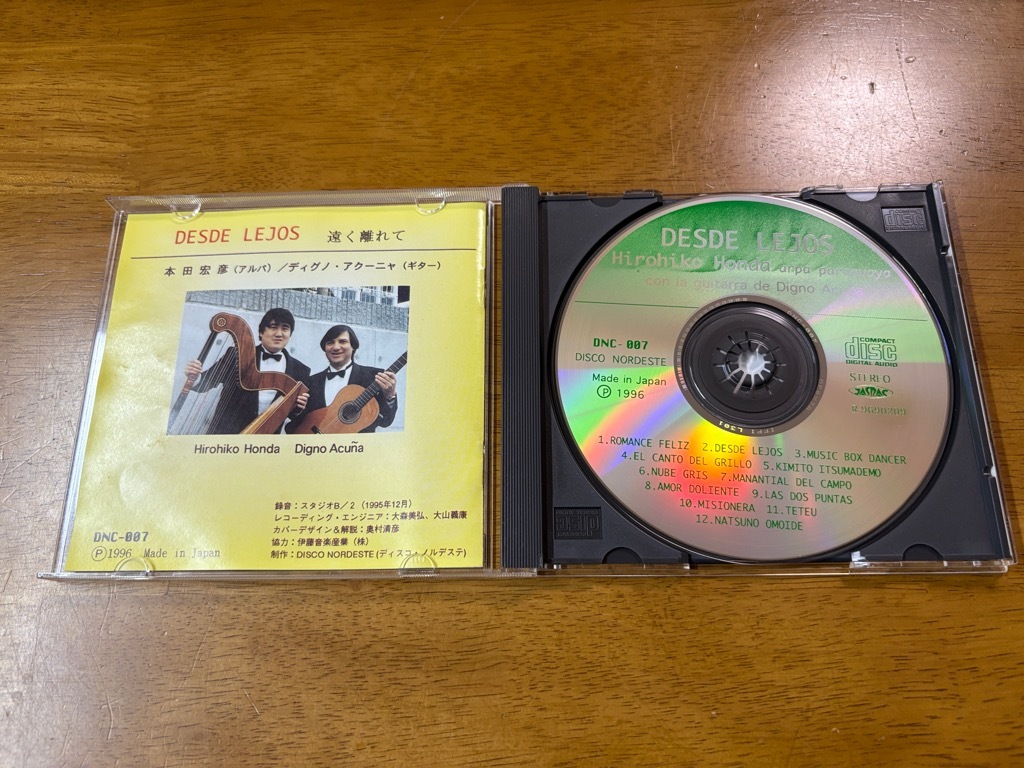 DESDE LEJOS 遠く離れて
本田宏彦(アルパ)/ディグノ・アクーニャ(ギター)
Hirohiko Honda Digno Acuña
録音:スタジオB/2(1995年12月)
レコーディング・エンジニア:大森美弘、大山義康
カバーデザイン&解説:奥村清彦
協力:伊藤音楽産業(株)
制作:DISCO NORDESTE(ディスコ・ノルデステ)
DNC-007
Ⓟ1996 Made in Japan
DESDE LEJOS
Hirohiko Honda arpa paraguaya
con la guitarra de Digno
DNC-007
DISCO NORDESTE
Made in Japan
Ⓟ 1996
COMPACT
disc
DIGITAL AUDIO
STEREO
JASRAC
IFPI L301
1.ROMANCE FELIZ 2.DESDE LEJOS 3.MUSIC BOX DANCER
4.EL CANTO DEL GRILLO 5.KIMITO ITSUMADEMO
6.NUBE GRIS 7.MANANTIAL DEL CAMPO
8.AMOR DOLIENTE 9.LAS DOS PUNTAS
10.MISIONERA 11.TETEU
12.NATSUNO OMOIDE
COMPACT
disc